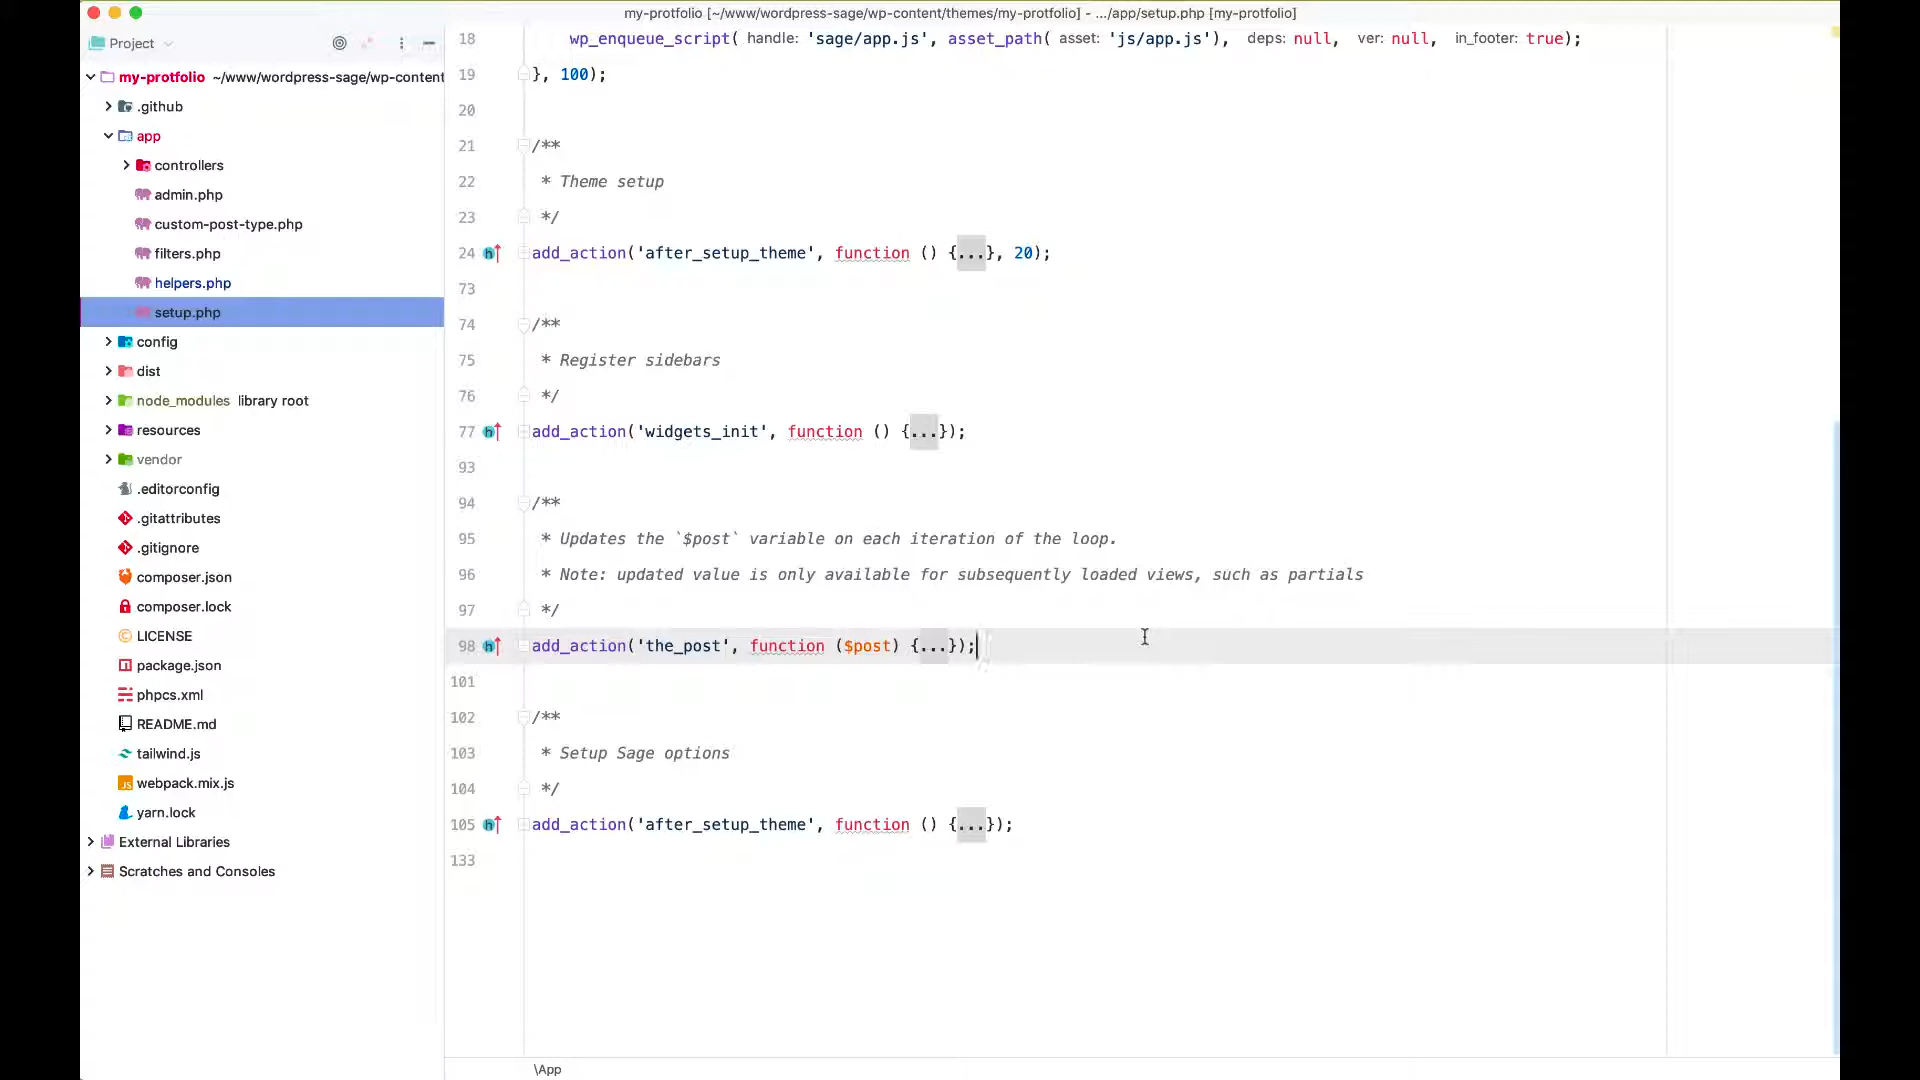 my-protfolio [~/www/wordpress-sage/wp-content/themes/my-protfolio] - .../app/setup.php [my-protfolio]
Project
my-protfolio ~/www/wordpress-sage/wp-content
.github
app
controllers
admin.php
custom-post-type.php
filters.php
helpers.php
setup.php
config
dist
node_modules library root
resources
vendor
.editorconfig
.gitattributes
.gitignore
composer.json
composer.lock
LICENSE
package.json
phpcs.xml
README.md
tailwind.js
webpack.mix.js
yarn.lock
External Libraries
Scratches and Consoles
18 wp_enqueue_script( handle: 'sage/app.js', asset_path( asset: 'js/app.js'), deps: null, ver: null, in_footer: true);
19 }, 100);
20
21 /**
22 * Theme setup
23 */
24 add_action('after_setup_theme', function () {...}, 20);
73
74 /**
75 * Register sidebars
76 */
77 add_action('widgets_init', function () {...});
93
94 /**
95 * Updates the `$post` variable on each iteration of the loop.
96 * Note: updated value is only available for subsequently loaded views, such as partials
97 */
98 add_action('the_post', function ($post) {...});
101
102 /**
103 * Setup Sage options
104 */
105 add_action('after_setup_theme', function () {...});
133
\App